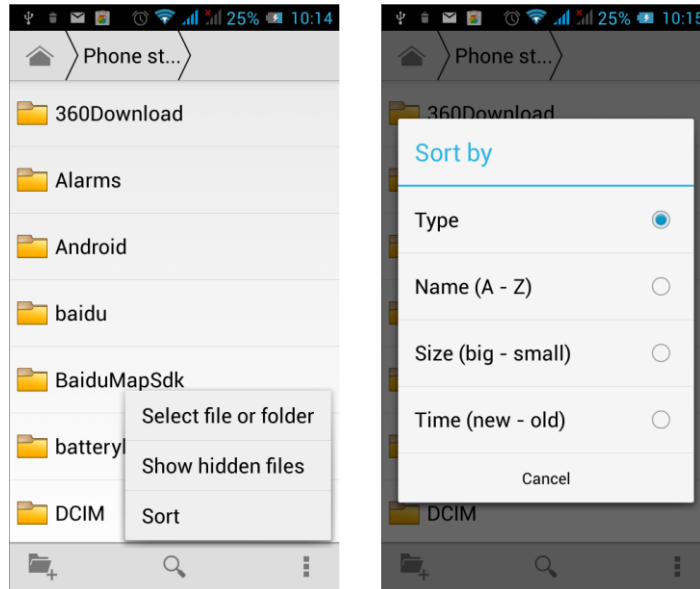 25% 10:14
Phone st...
360Download
Alarms
Android
baidu
BaiduMapSdk
Select file or folder
battery
Show hidden files
DCIM
Sort
25% 10:15
Phone st...
360Download
Sort by
Type
Name (A - Z)
Size (big - small)
Time (new - old)
Cancel
DCIM